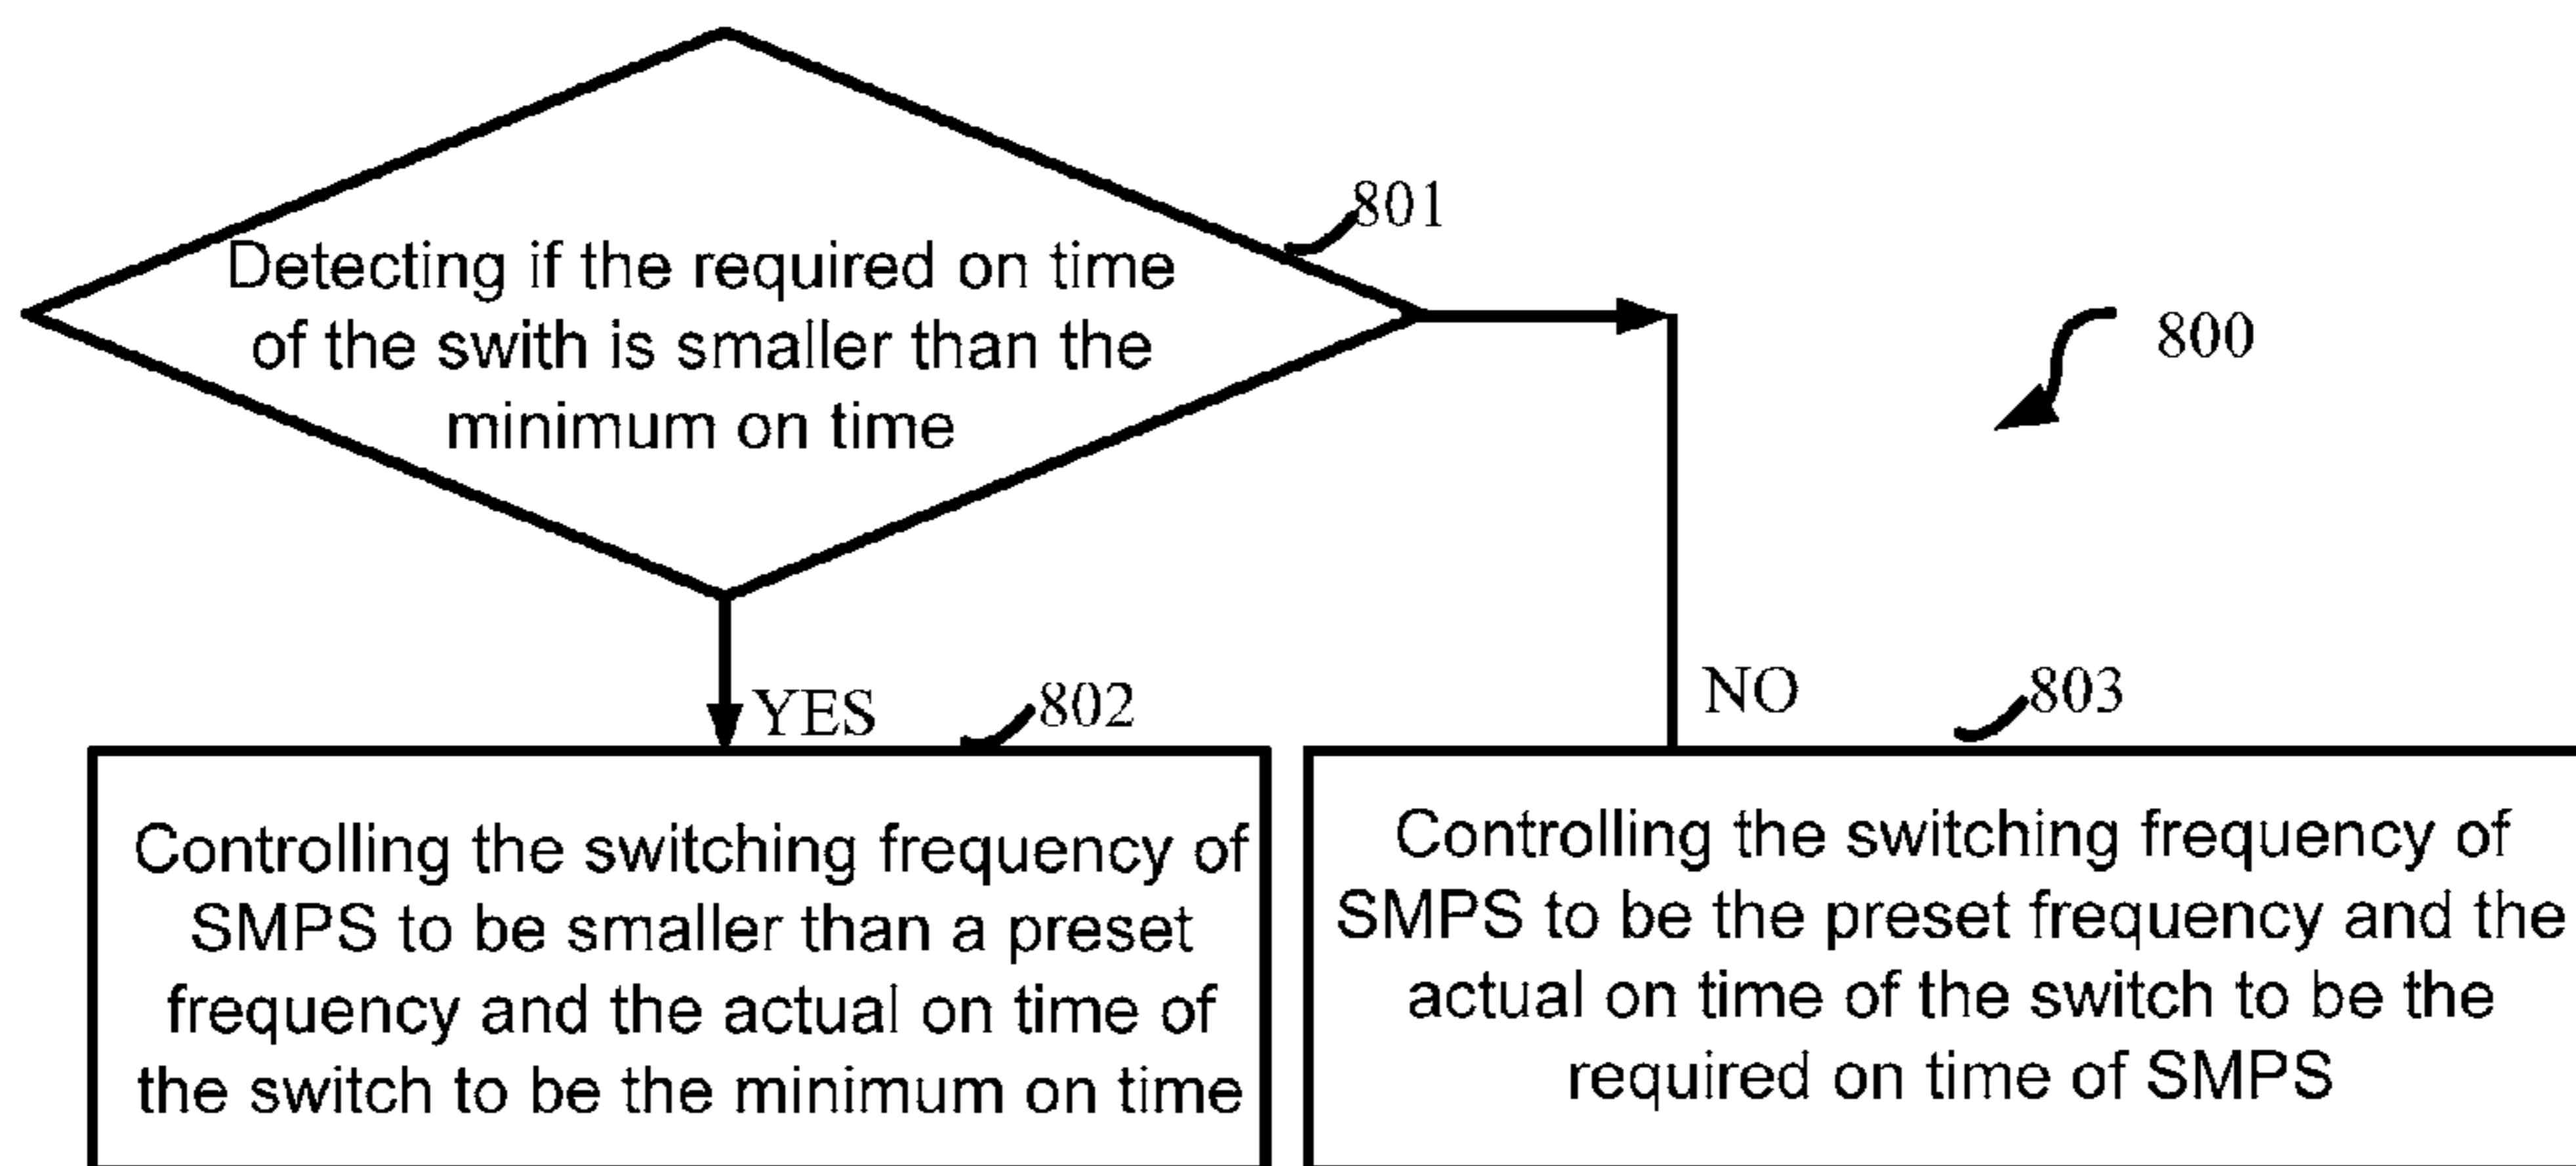 801
Detecting if the required on time
of the swith is smaller than the
minimum on time
800
YES
802
NO
803
Controlling the switching frequency of
SMPS to be smaller than a preset
frequency and the actual on time of
the switch to be the minimum on time
Controlling the switching frequency of
SMPS to be the preset frequency and the
actual on time of the switch to be the
required on time of SMPS